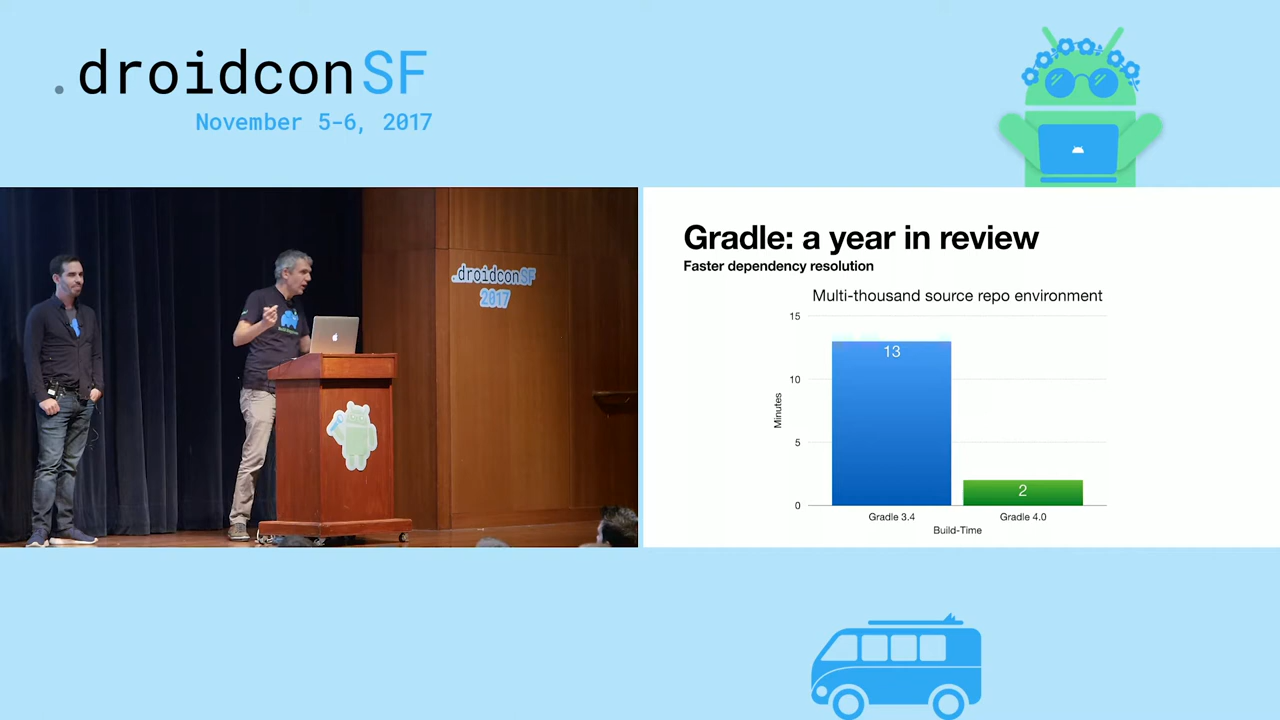 .droidconSF
November 5-6, 2017
.droidconSF
2017
Gradle: a year in review
Faster dependency resolution
Multi-thousand source repo environment
15
10
5
0
Minutes
13
2
Gradle 3.4
Gradle 4.0
Build-Time